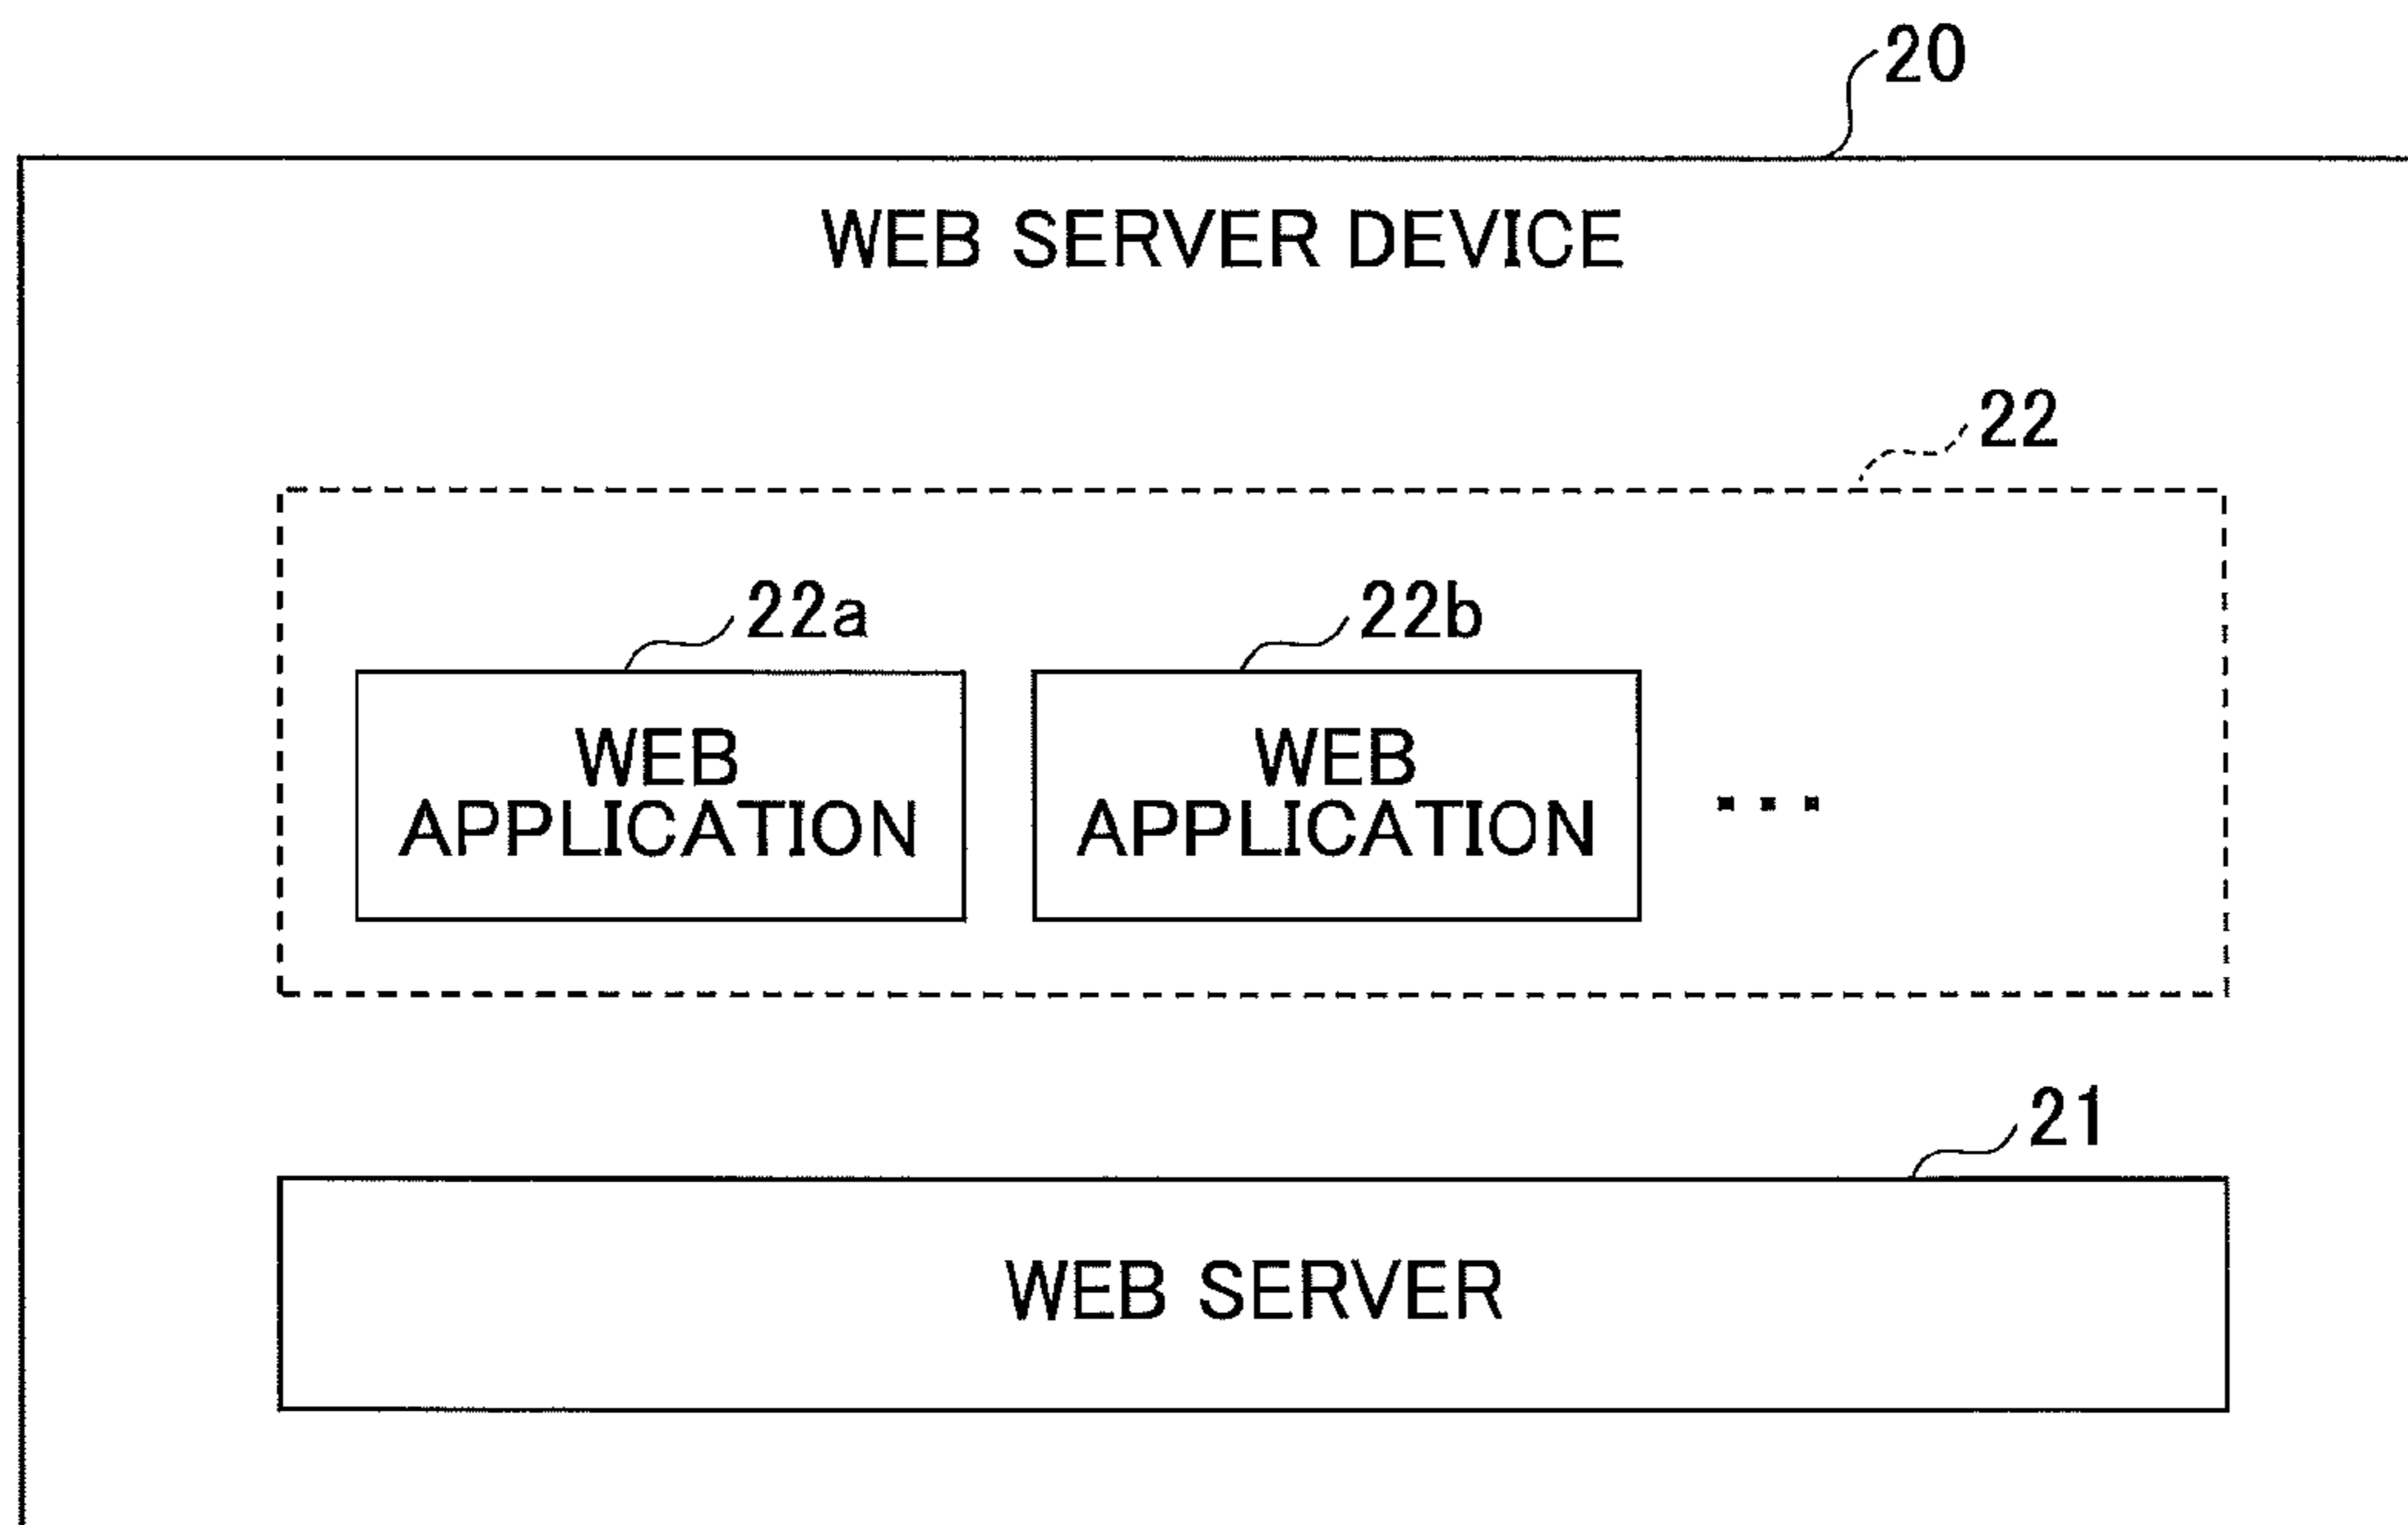 20
WEB SERVER DEVICE
22
22a
22b
WEB
APPLICATION
WEB
APPLICATION
...
21
WEB SERVER